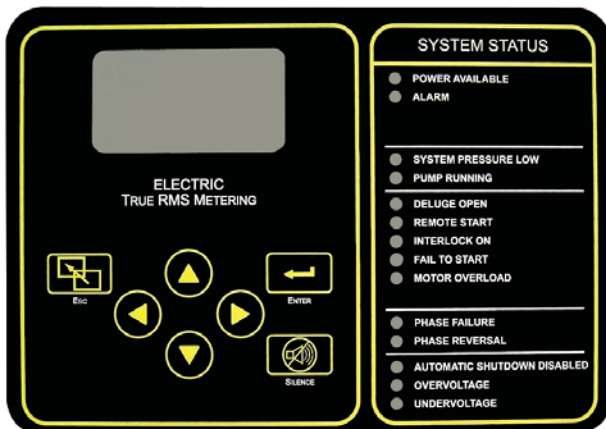 ELECTRIC
TRUE RMS METERING
ESC
ENTER
SILENCE
SYSTEM STATUS
POWER AVAILABLE
ALARM
SYSTEM PRESSURE LOW
PUMP RUNNING
DELUGE OPEN
REMOTE START
INTERLOCK ON
FAIL TO START
MOTOR OVERLOAD
PHASE FAILURE
PHASE REVERSAL
AUTOMATIC SHUTDOWN DISABLED
OVERVOLTAGE
UNDERVOLTAGE